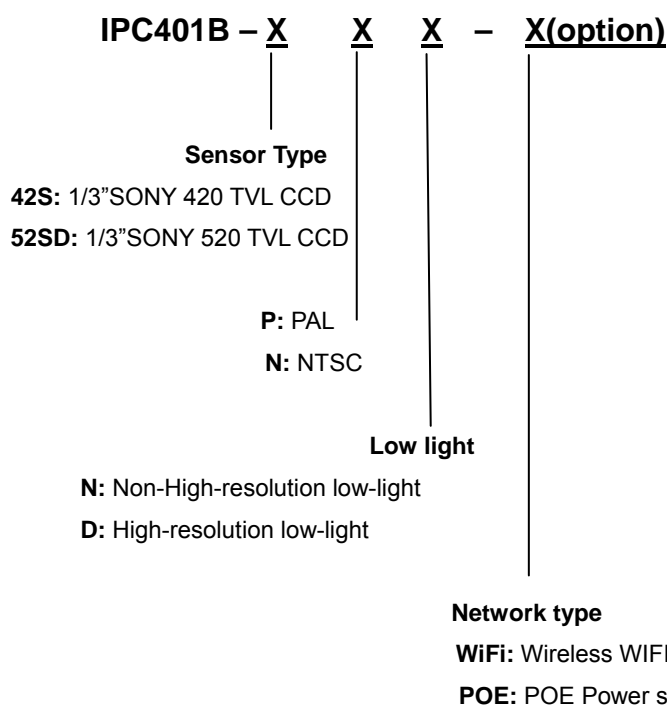 IPC401B – X X X – X(option)
Sensor Type
42S: 1/3”SONY 420 TVL CCD
52SD: 1/3”SONY 520 TVL CCD
P: PAL
N: NTSC
Low light
N: Non-High-resolution low-light
D: High-resolution low-light
Network type
WiFi: Wireless WIFI
POE: POE Power s